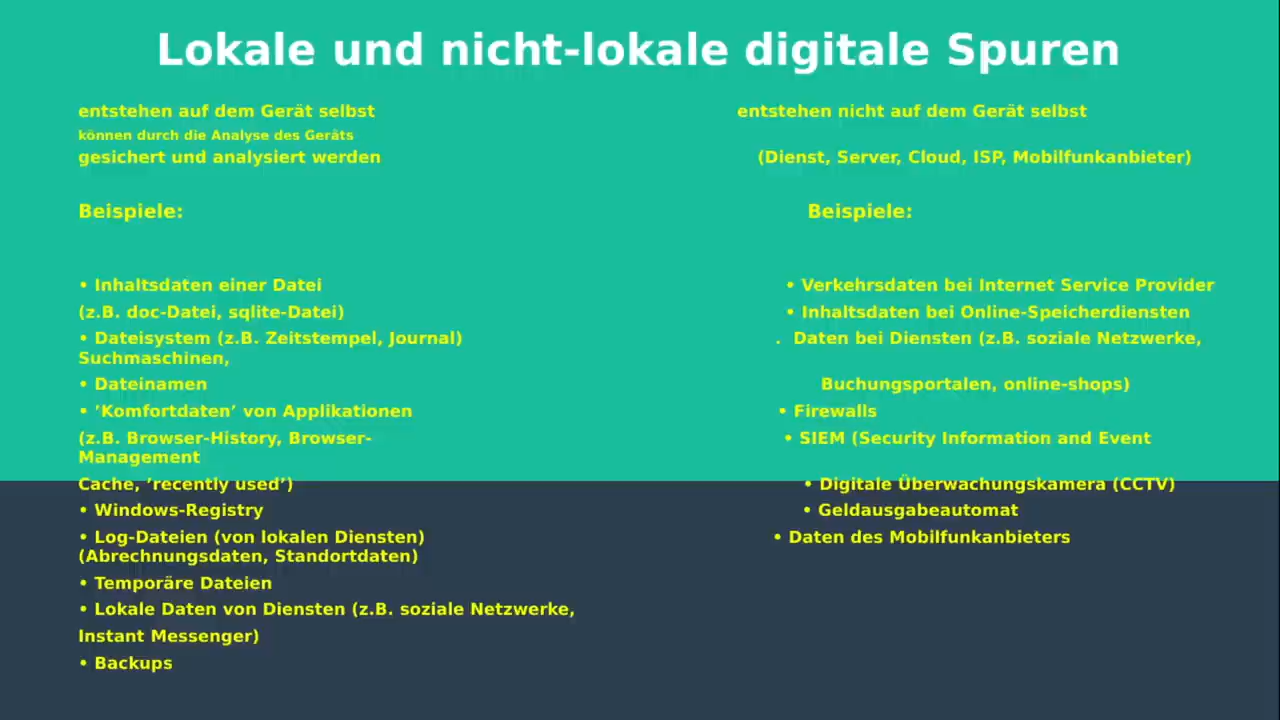 Lokale und nicht-lokale digitale Spuren
entstehen auf dem Gerät selbst
können durch die Analyse des Geräts
gesichert und analysiert werden
Beispiele:
• Inhaltsdaten einer Datei
(z.B. doc-Datei, sqlite-Datei)
• Dateisystem (z.B. Zeitstempel, Journal)
Suchmaschinen,
• Dateinamen
• ’Komfortdaten’ von Applikationen
(z.B. Browser-History, Browser-
Management
Cache, ’recently used’)
• Windows-Registry
• Log-Dateien (von lokalen Diensten)
(Abrechnungsdaten, Standortdaten)
• Temporäre Dateien
• Lokale Daten von Diensten (z.B. soziale Netzwerke,
Instant Messenger)
• Backups
entstehen nicht auf dem Gerät selbst
(Dienst, Server, Cloud, ISP, Mobilfunkanbieter)
Beispiele:
• Verkehrsdaten bei Internet Service Provider
• Inhaltsdaten bei Online-Speicherdiensten
. Daten bei Diensten (z.B. soziale Netzwerke,
Buchungsportalen, online-shops)
• Firewalls
• SIEM (Security Information and Event
• Digitale Überwachungskamera (CCTV)
• Geldausgabeautomat
• Daten des Mobilfunkanbieters